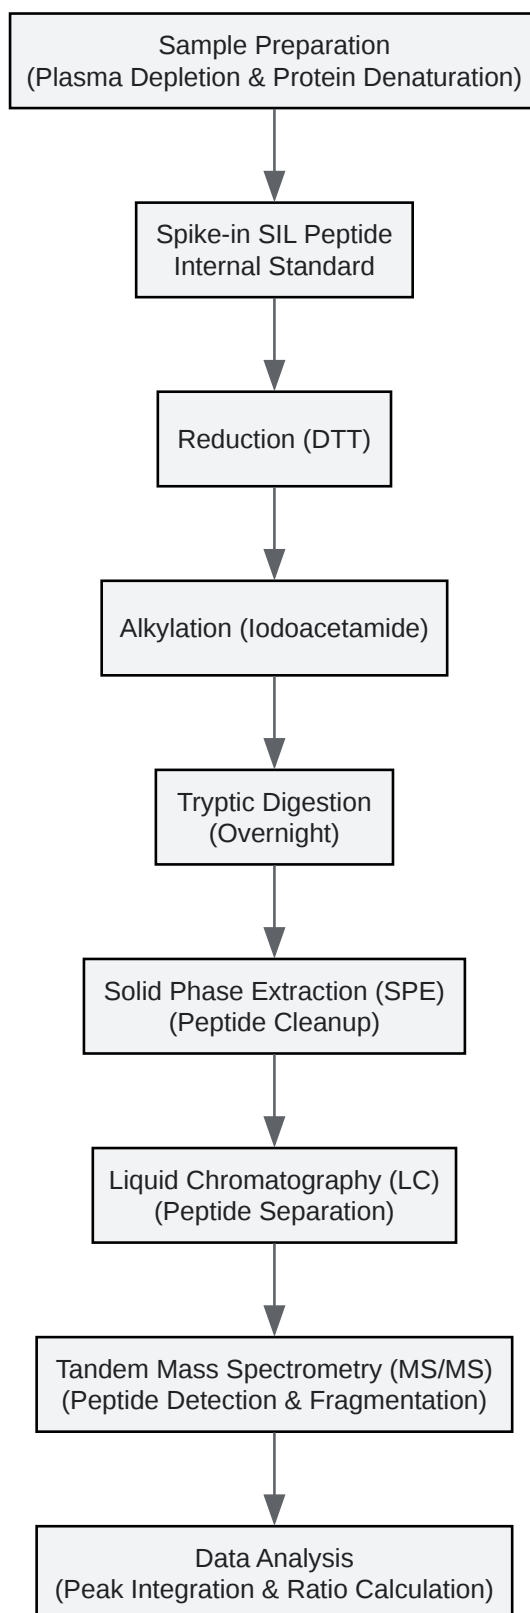 Sample Preparation
(Plasma Depletion & Protein Denaturation)
Spike-in SIL Peptide
Internal Standard
Reduction (DTT)
Alkylation (Iodoacetamide)
Tryptic Digestion
(Overnight)
Solid Phase Extraction (SPE)
(Peptide Cleanup)
Liquid Chromatography (LC)
(Peptide Separation)
Tandem Mass Spectrometry (MS/MS)
(Peptide Detection & Fragmentation)
Data Analysis
(Peak Integration & Ratio Calculation)